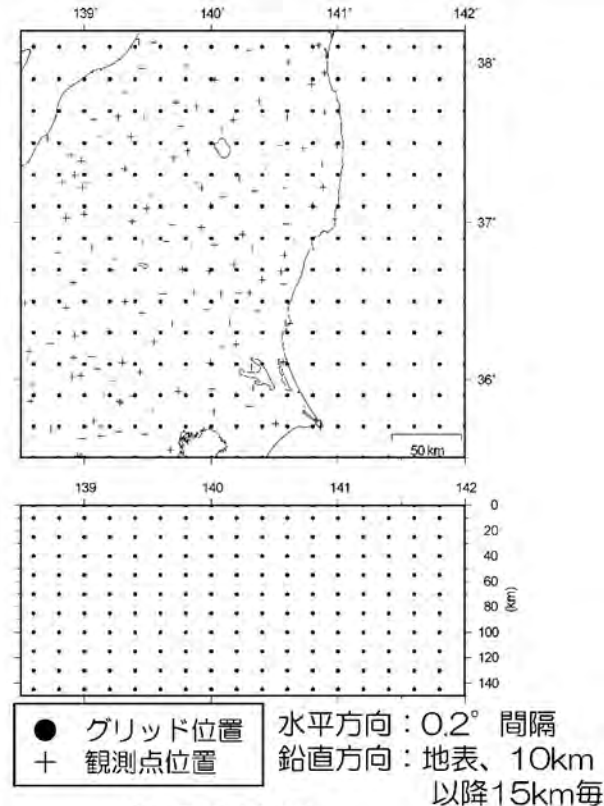 139° 140° 141° 142°
38°
37°
36°
50 km
139 140 141 142
0
20
40
60
80
100
120
140
(km)
● グリッド位置
+ 観測点位置
水平方向：0.2° 間隔
鉛直方向：地表、10km
以降15km毎